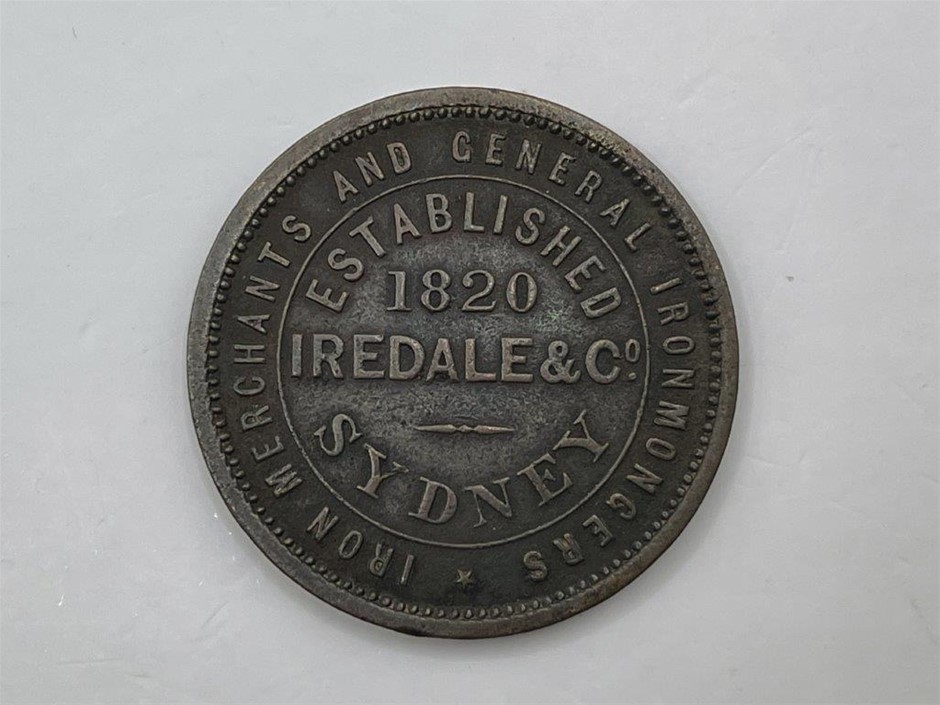 IRON MERCHANTS AND GENERAL IRONMONGERS
ESTABLISHED
1820
IREDALE & Cº.
SYDNEY